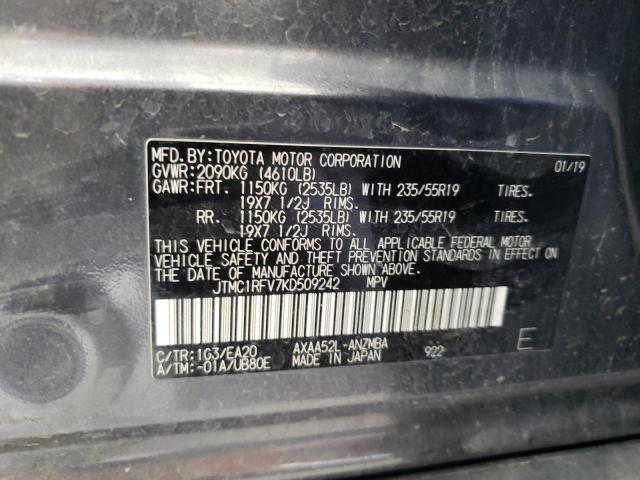 MFD.BY:TOYOTA MOTOR CORPORATION 01/19
GVWR:2090KG (4610LB)
GAWR:FRT. 1150KG (2535LB) WITH 235/55R19 TIRES.
19X7 1/2J RIMS.
RR. 1150KG (2535LB) WITH 235/55R19 TIRES.
19X7 1/2J RIMS.
THIS VEHICLE CONFORMS TO ALL APPLICABLE FEDERAL MOTOR
VEHICLE SAFETY AND THEFT PREVENTION STANDARDS IN EFFECT ON
THE DATE OF MANUFACTURE SHOWN ABOVE.
JTMC1RFV7KD509242 MPV
C/TR:1G3/EA20 AXAA52L-ANZMBA E
A/TM:-01A/UB80E MADE IN JAPAN 922